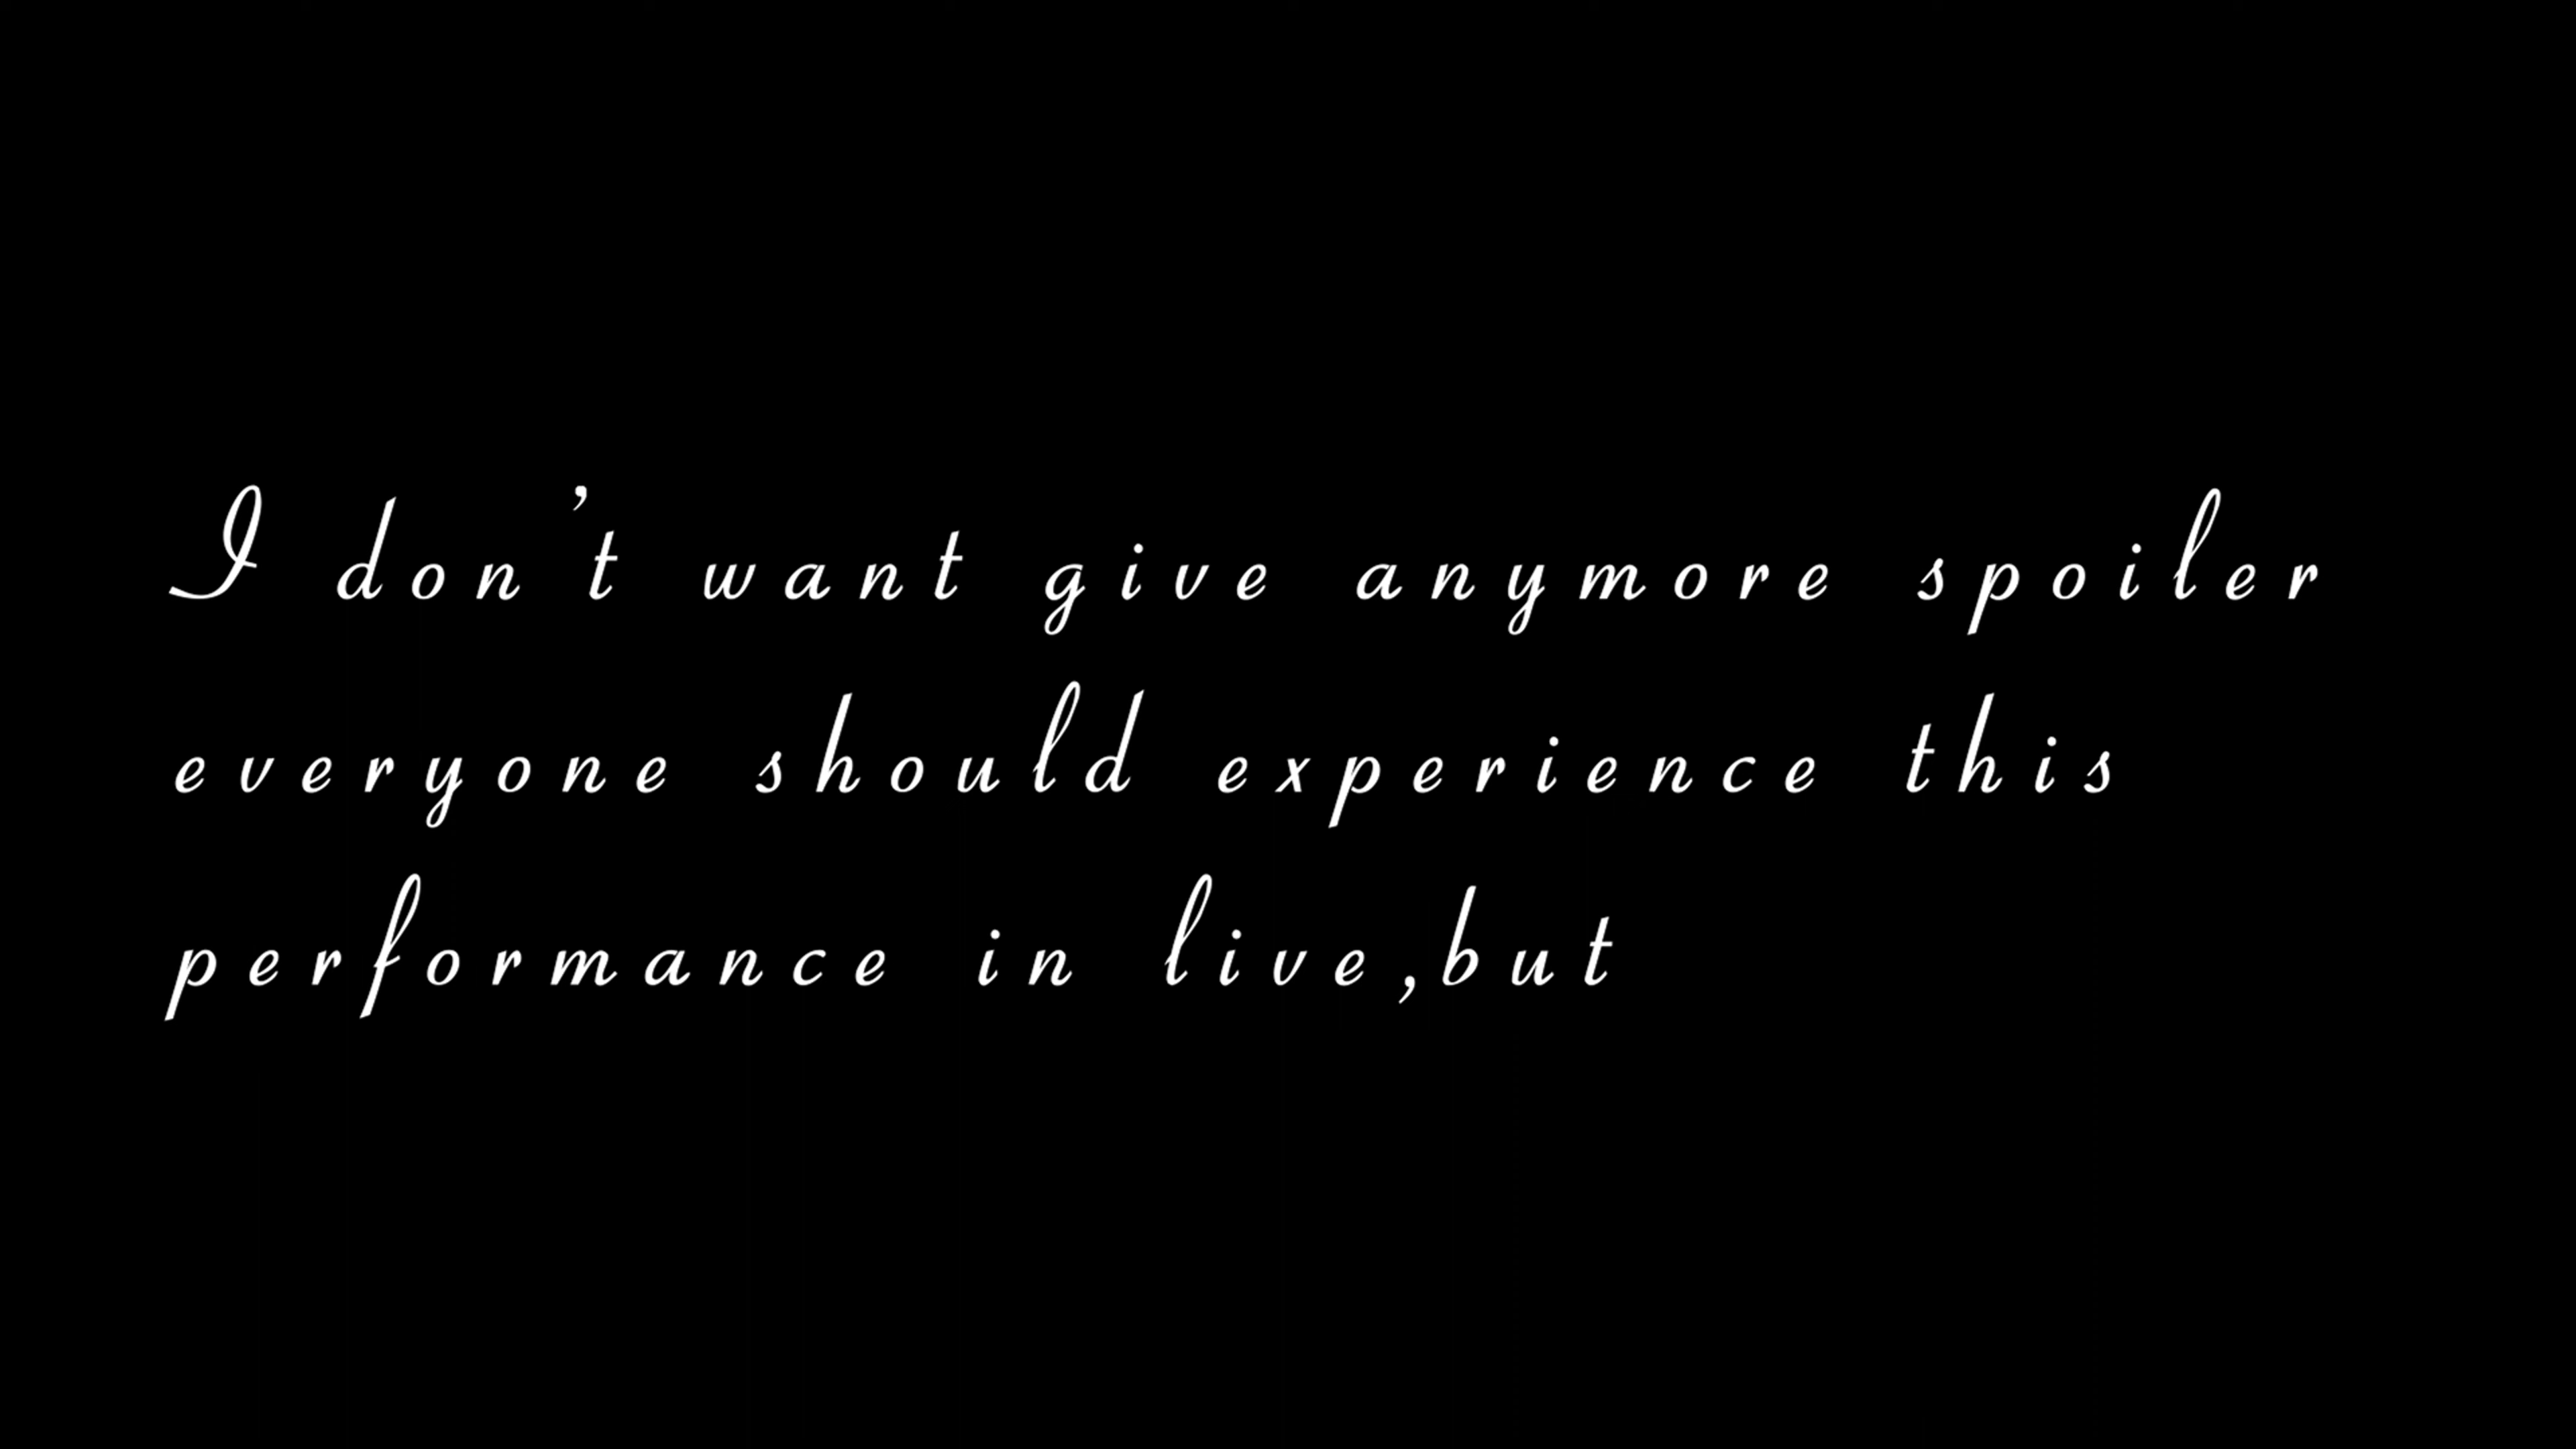 I don't want give anymore spoiler
everyone should experience this
performance in live,but